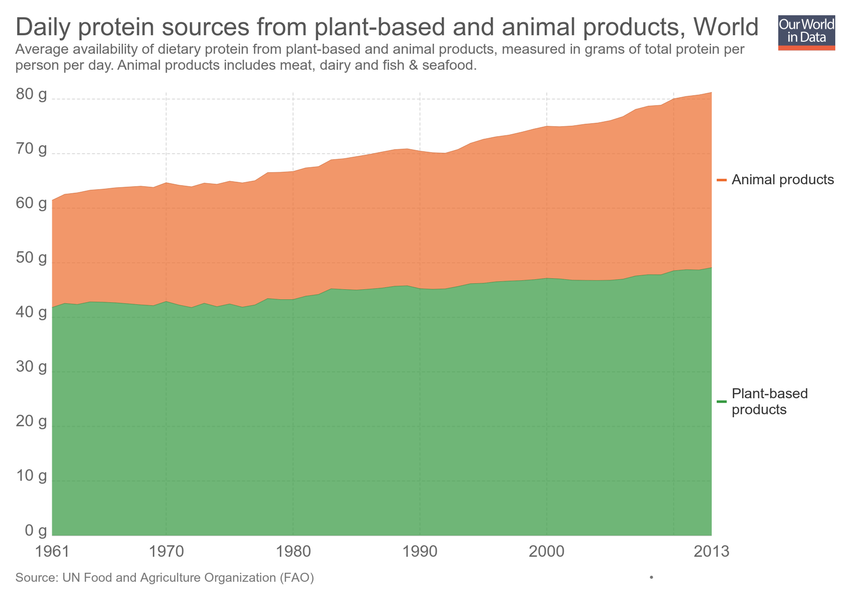 Daily protein sources from plant-based and animal products, World
Our World
in Data
Average availability of dietary protein from plant-based and animal products, measured in grams of total protein per
person per day. Animal products includes meat, dairy and fish & seafood.
80 g
70 g
60 g
50 g
40 g
30 g
20 g
10 g
0 g
Animal products
Plant-based
products
1961
1970
1980
1990
2000
2013
Source: UN Food and Agriculture Organization (FAO)
•